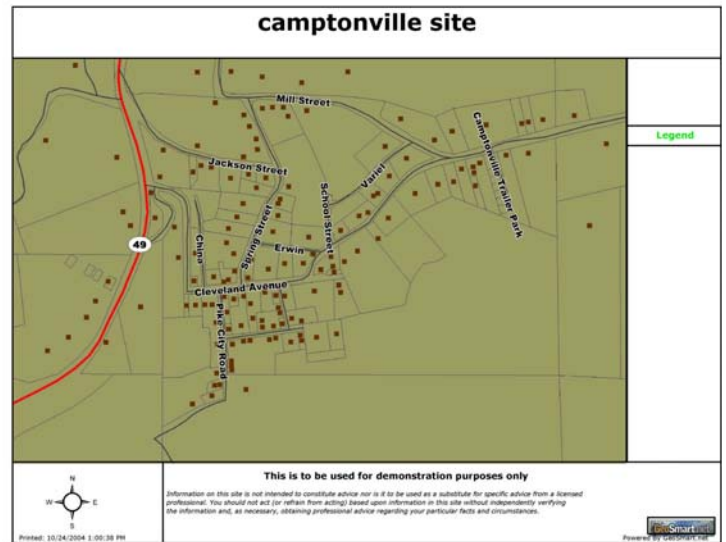 camptonville site
Mill Street
Camptonville Trailer Park
Legend
Jackson Street
Variel
School Street
Spring Street
49
China
Erwin
Cleveland Avenue
Pike City Road
N
W E
S
This is to be used for demonstration purposes only
Information on this site is not intended to constitute advice nor is it to be used as a substitute for specific advice from a licensed
professional. You should not act (or refrain from acting) based upon information in this site without independently verifying
the information and, as necessary, obtaining professional advice regarding your particular facts and circumstances.
GeoSmart.net
Printed: 10/24/2004 1:00:38 PM
Powered By GeoSmart.net